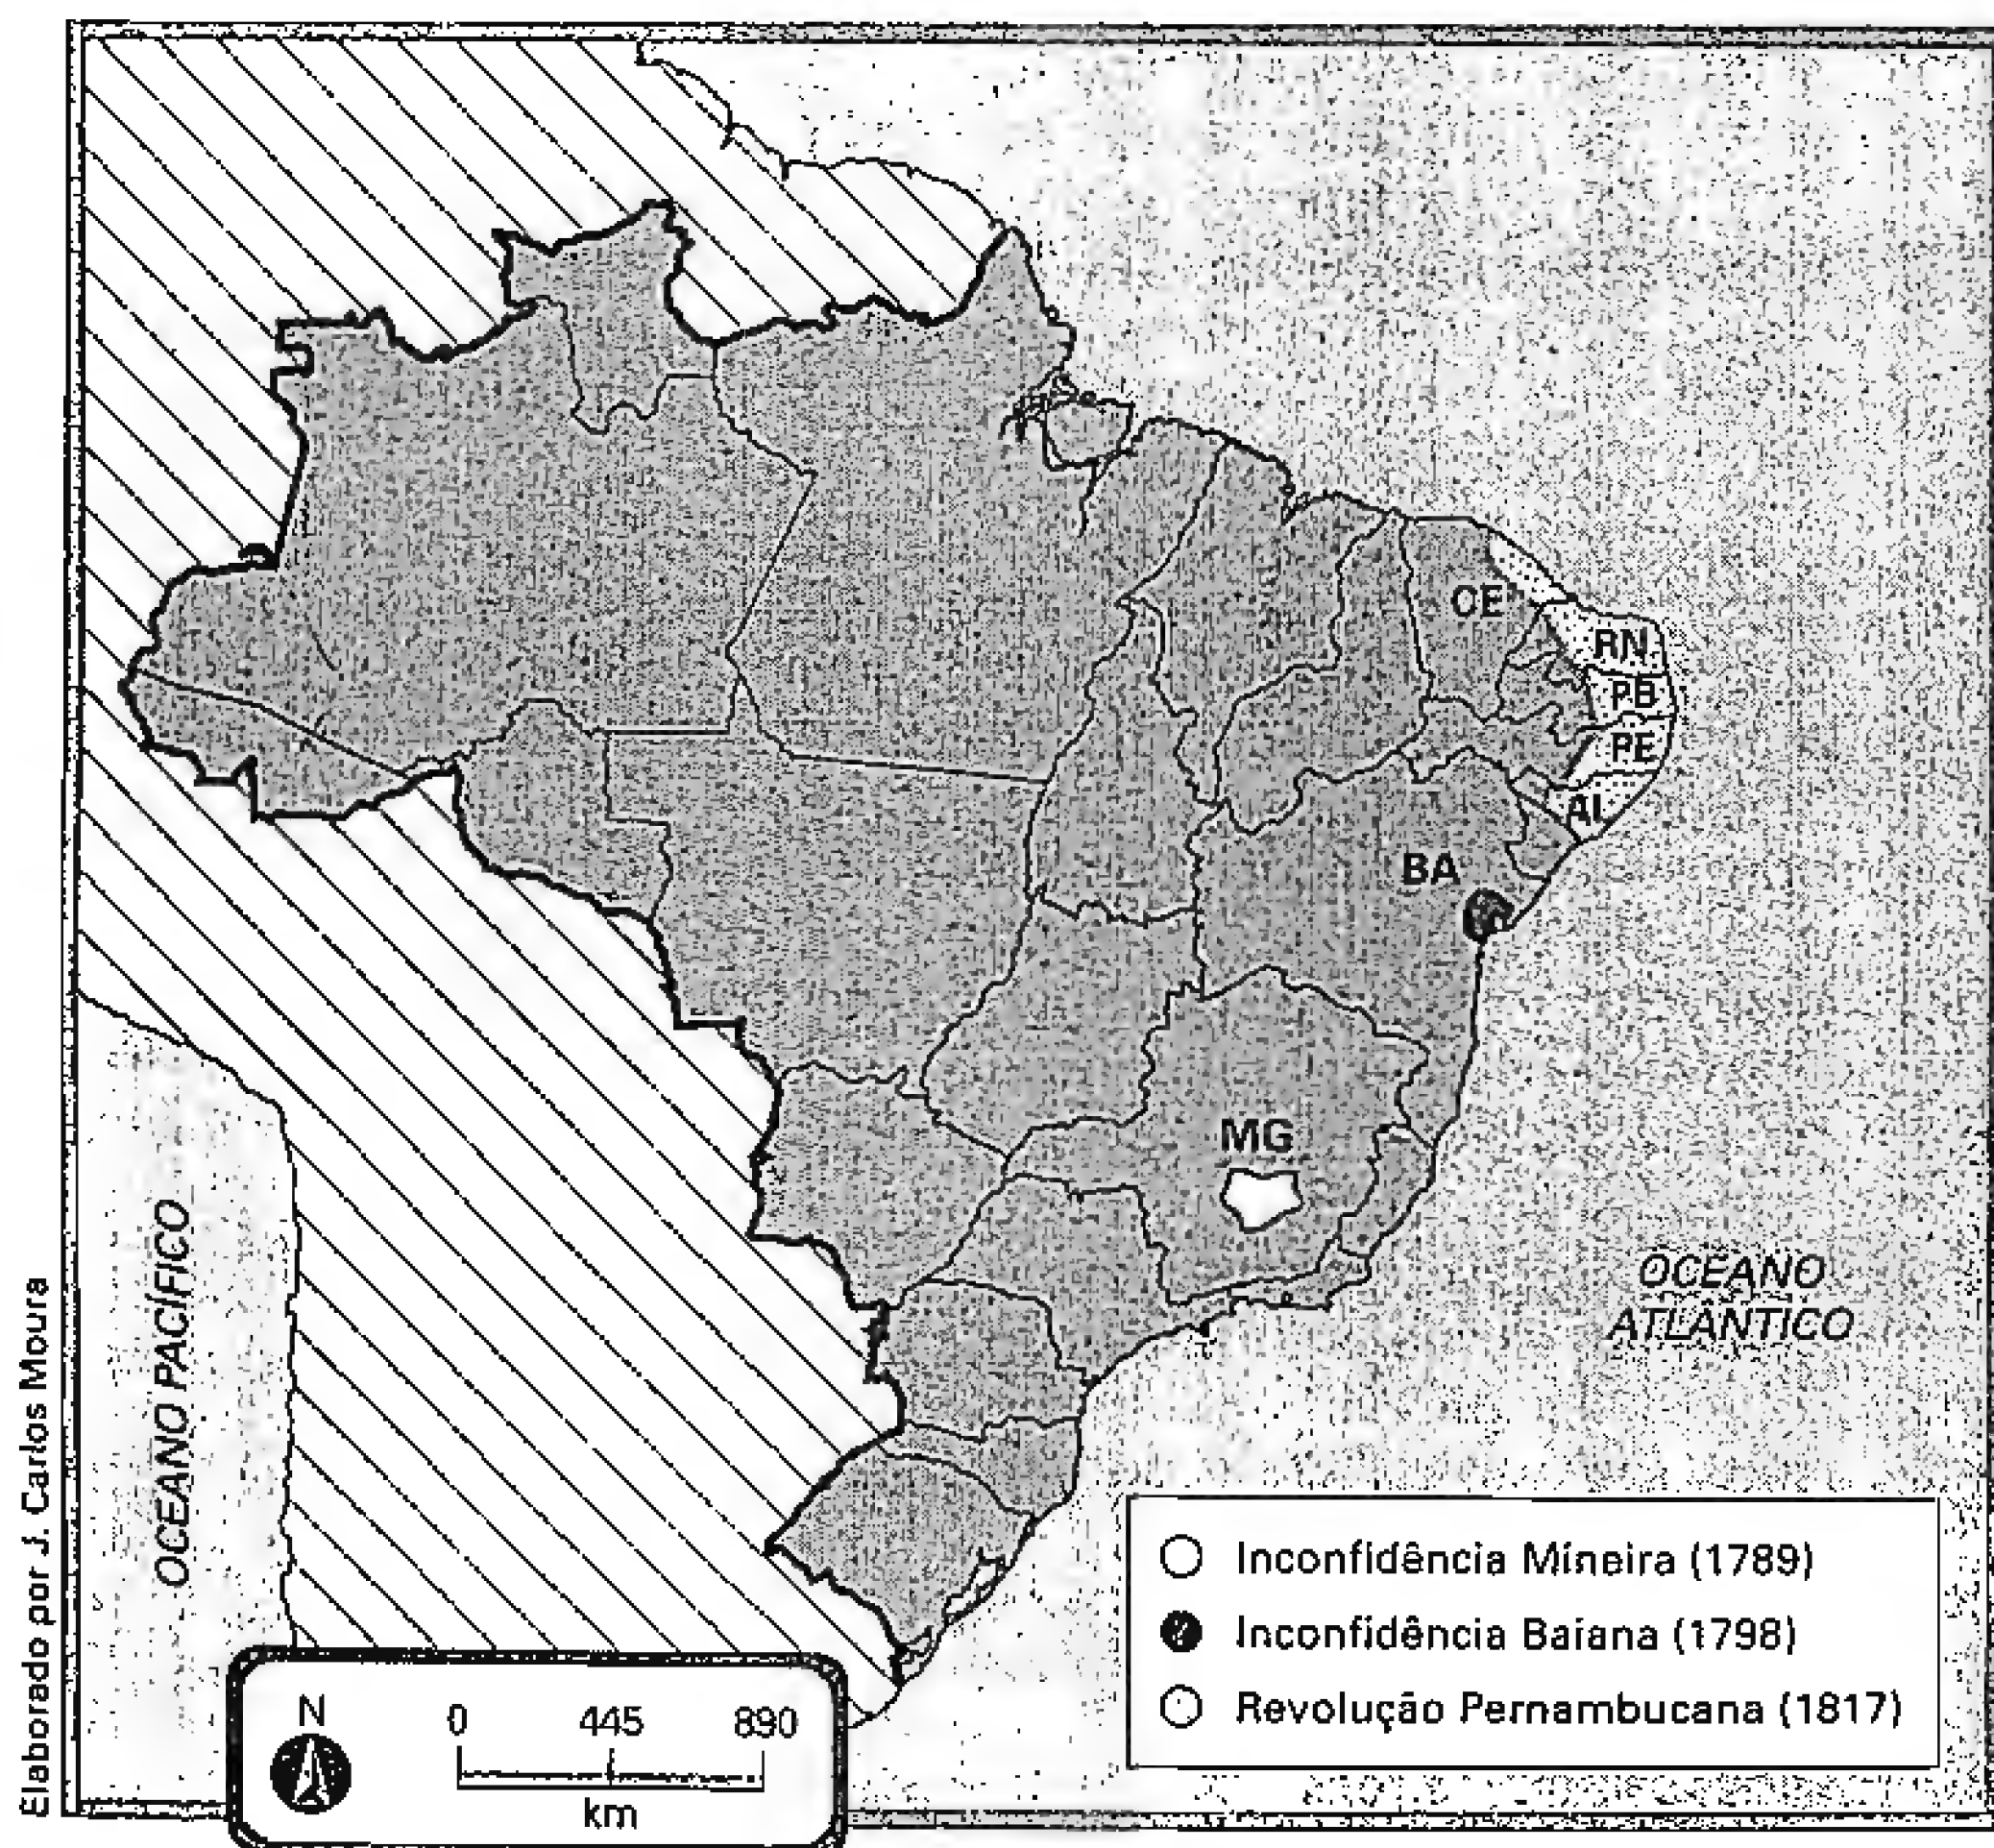 OE
RN
PB
PE
AL
BA
MG
OCEANO PACÍFICO
OCEANO
ATLÂNTICO
Elaborado por J. Carlos Moura
Inconfidência Mineira (1789)
Inconfidência Baiana (1798)
Revolução Pernambucana (1817)
N
0 445 890
km